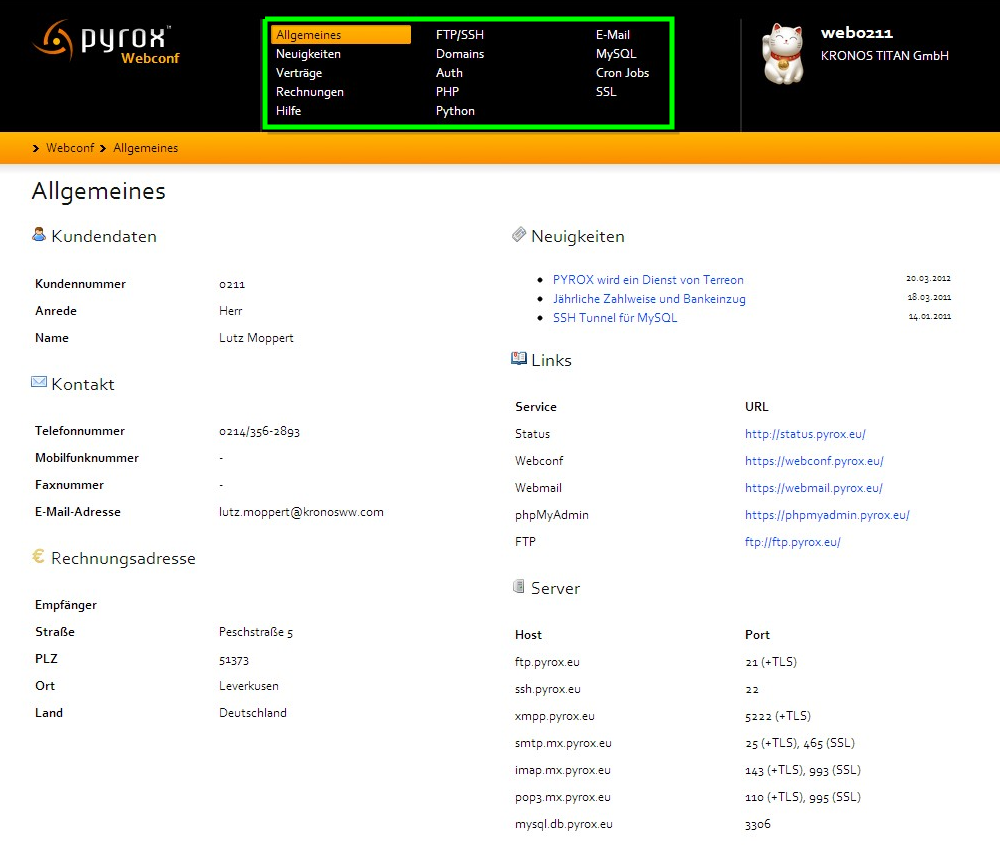 pyrox™
Webconf
Allgemeines
Neuigkeiten
Verträge
Rechnungen
Hilfe
FTP/SSH
Domains
Auth
PHP
Python
E-Mail
MySQL
Cron Jobs
SSL
web0211
KRONOS TITAN GmbH
Webconf Allgemeines
Allgemeines
Kundendaten
Kundennummer 0211
Anrede Herr
Name Lutz Moppert
Kontakt
Telefonnummer 0214/356-2893
Mobilfunknummer -
Faxnummer -
E-Mail-Adresse lutz.moppert@kronosww.com
€ Rechnungsadresse
Empfänger
Straße Peschstraße 5
PLZ 51373
Ort Leverkusen
Land Deutschland
Neuigkeiten
• PYROX wird ein Dienst von Terreon 20.03.2012
• Jährliche Zahlweise und Bankeinzug 18.03.2011
• SSH Tunnel für MySQL 14.01.2011
Links
Service URL
Status http://status.pyrox.eu/
Webconf https://webconf.pyrox.eu/
Webmail https://webmail.pyrox.eu/
phpMyAdmin https://phpmyadmin.pyrox.eu/
FTP ftp://ftp.pyrox.eu/
Server
Host Port
ftp.pyrox.eu 21 (+TLS)
ssh.pyrox.eu 22
xmpp.pyrox.eu 5222 (+TLS)
smtp.mx.pyrox.eu 25 (+TLS), 465 (SSL)
imap.mx.pyrox.eu 143 (+TLS), 993 (SSL)
pop3.mx.pyrox.eu 110 (+TLS), 995 (SSL)
mysql.db.pyrox.eu 3306